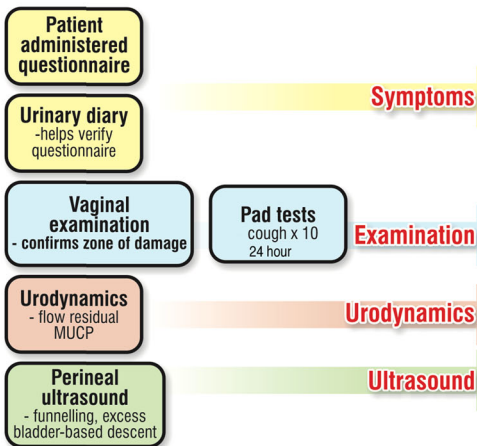 Patient
administered
questionnaire
Urinary diary
-helps verify
questionnaire
Symptoms
Vaginal
examination
- confirms zone of damage
Pad tests
cough x 10
24 hour
Examination
Urodynamics
- flow residual
MUCP
Urodynamics
Perineal
ultrasound
- funnelling, excess
bladder-based descent
Ultrasound